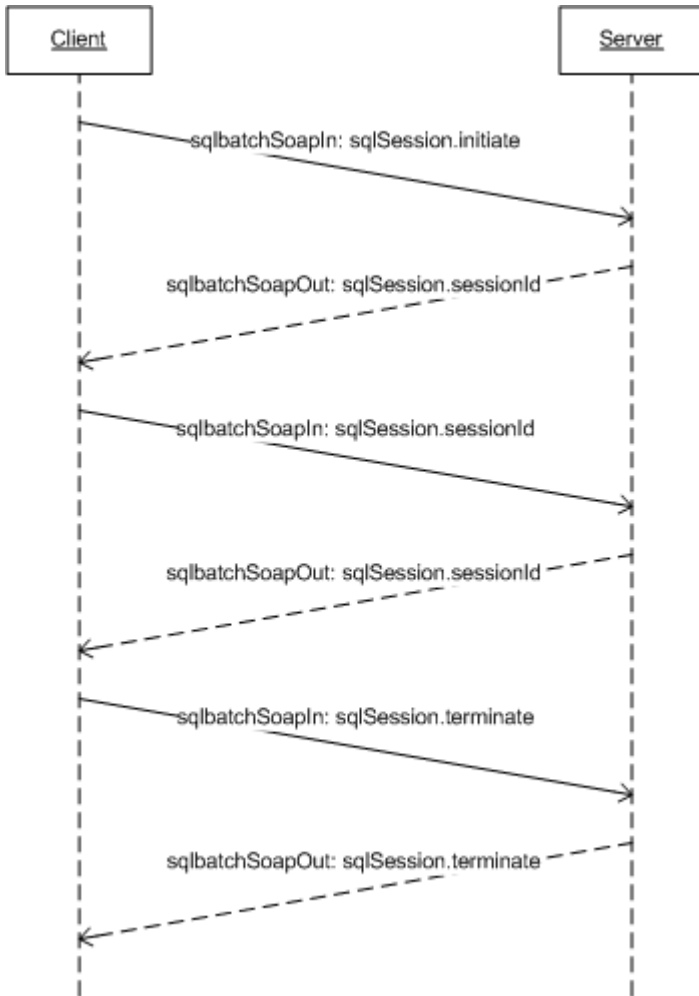 Client
Server
sqlbatchSoapIn: sqlSession.initiate
sqlbatchSoapOut: sqlSession.sessionId
sqlbatchSoapIn: sqlSession.sessionId
sqlbatchSoapOut: sqlSession.sessionId
sqlbatchSoapIn: sqlSession.terminate
sqlbatchSoapOut: sqlSession.terminate